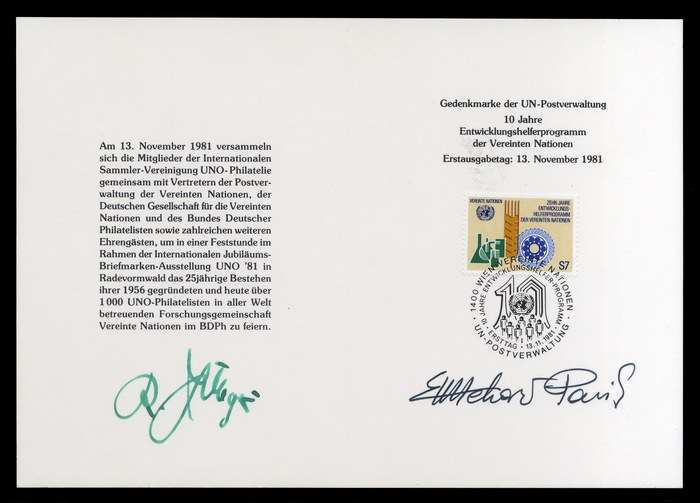 Am 13. November 1981 versammeln
sich die Mitglieder der Internationalen
Sammler-Vereinigung UNO-Philatelie
gemeinsam mit Vertretern der Postver-
waltung der Vereinten Nationen, der
Deutschen Gesellschaft für die Vereinten
Nationen und des Bundes Deutscher
Philatelisten sowie zahlreichen weiteren
Ehrengästen, um in einer Feststunde im
Rahmen der Internationalen Jubiläums-
Briefmarken-Ausstellung UNO '81 in
Radevormwald das 25jährige Bestehen
ihrer 1956 gegründeten und heute über
1000 UNO-Philatelisten in aller Welt
betreuenden Forschungsgemeinschaft
Vereinte Nationen im BDPh zu feiern.
Gedenkmarke der UN-Postverwaltung
10 Jahre
Entwicklungshelferprogramm
der Vereinten Nationen
Erstausgabetag: 13. November 1981
VEREINTE NATIONEN
ZEHN JAHRE
ENTWICKLUNGS-
HELFERPROGRAMM
DER VEREINTEN NATIONEN
S7
1400 WIEN VEREINTE NATIONEN
10 JAHRE ENTWICKLUNGSHELFER-PROGRAMM
10
ERSTTAG · 13.11.1981
UN-POSTVERWALTUNG